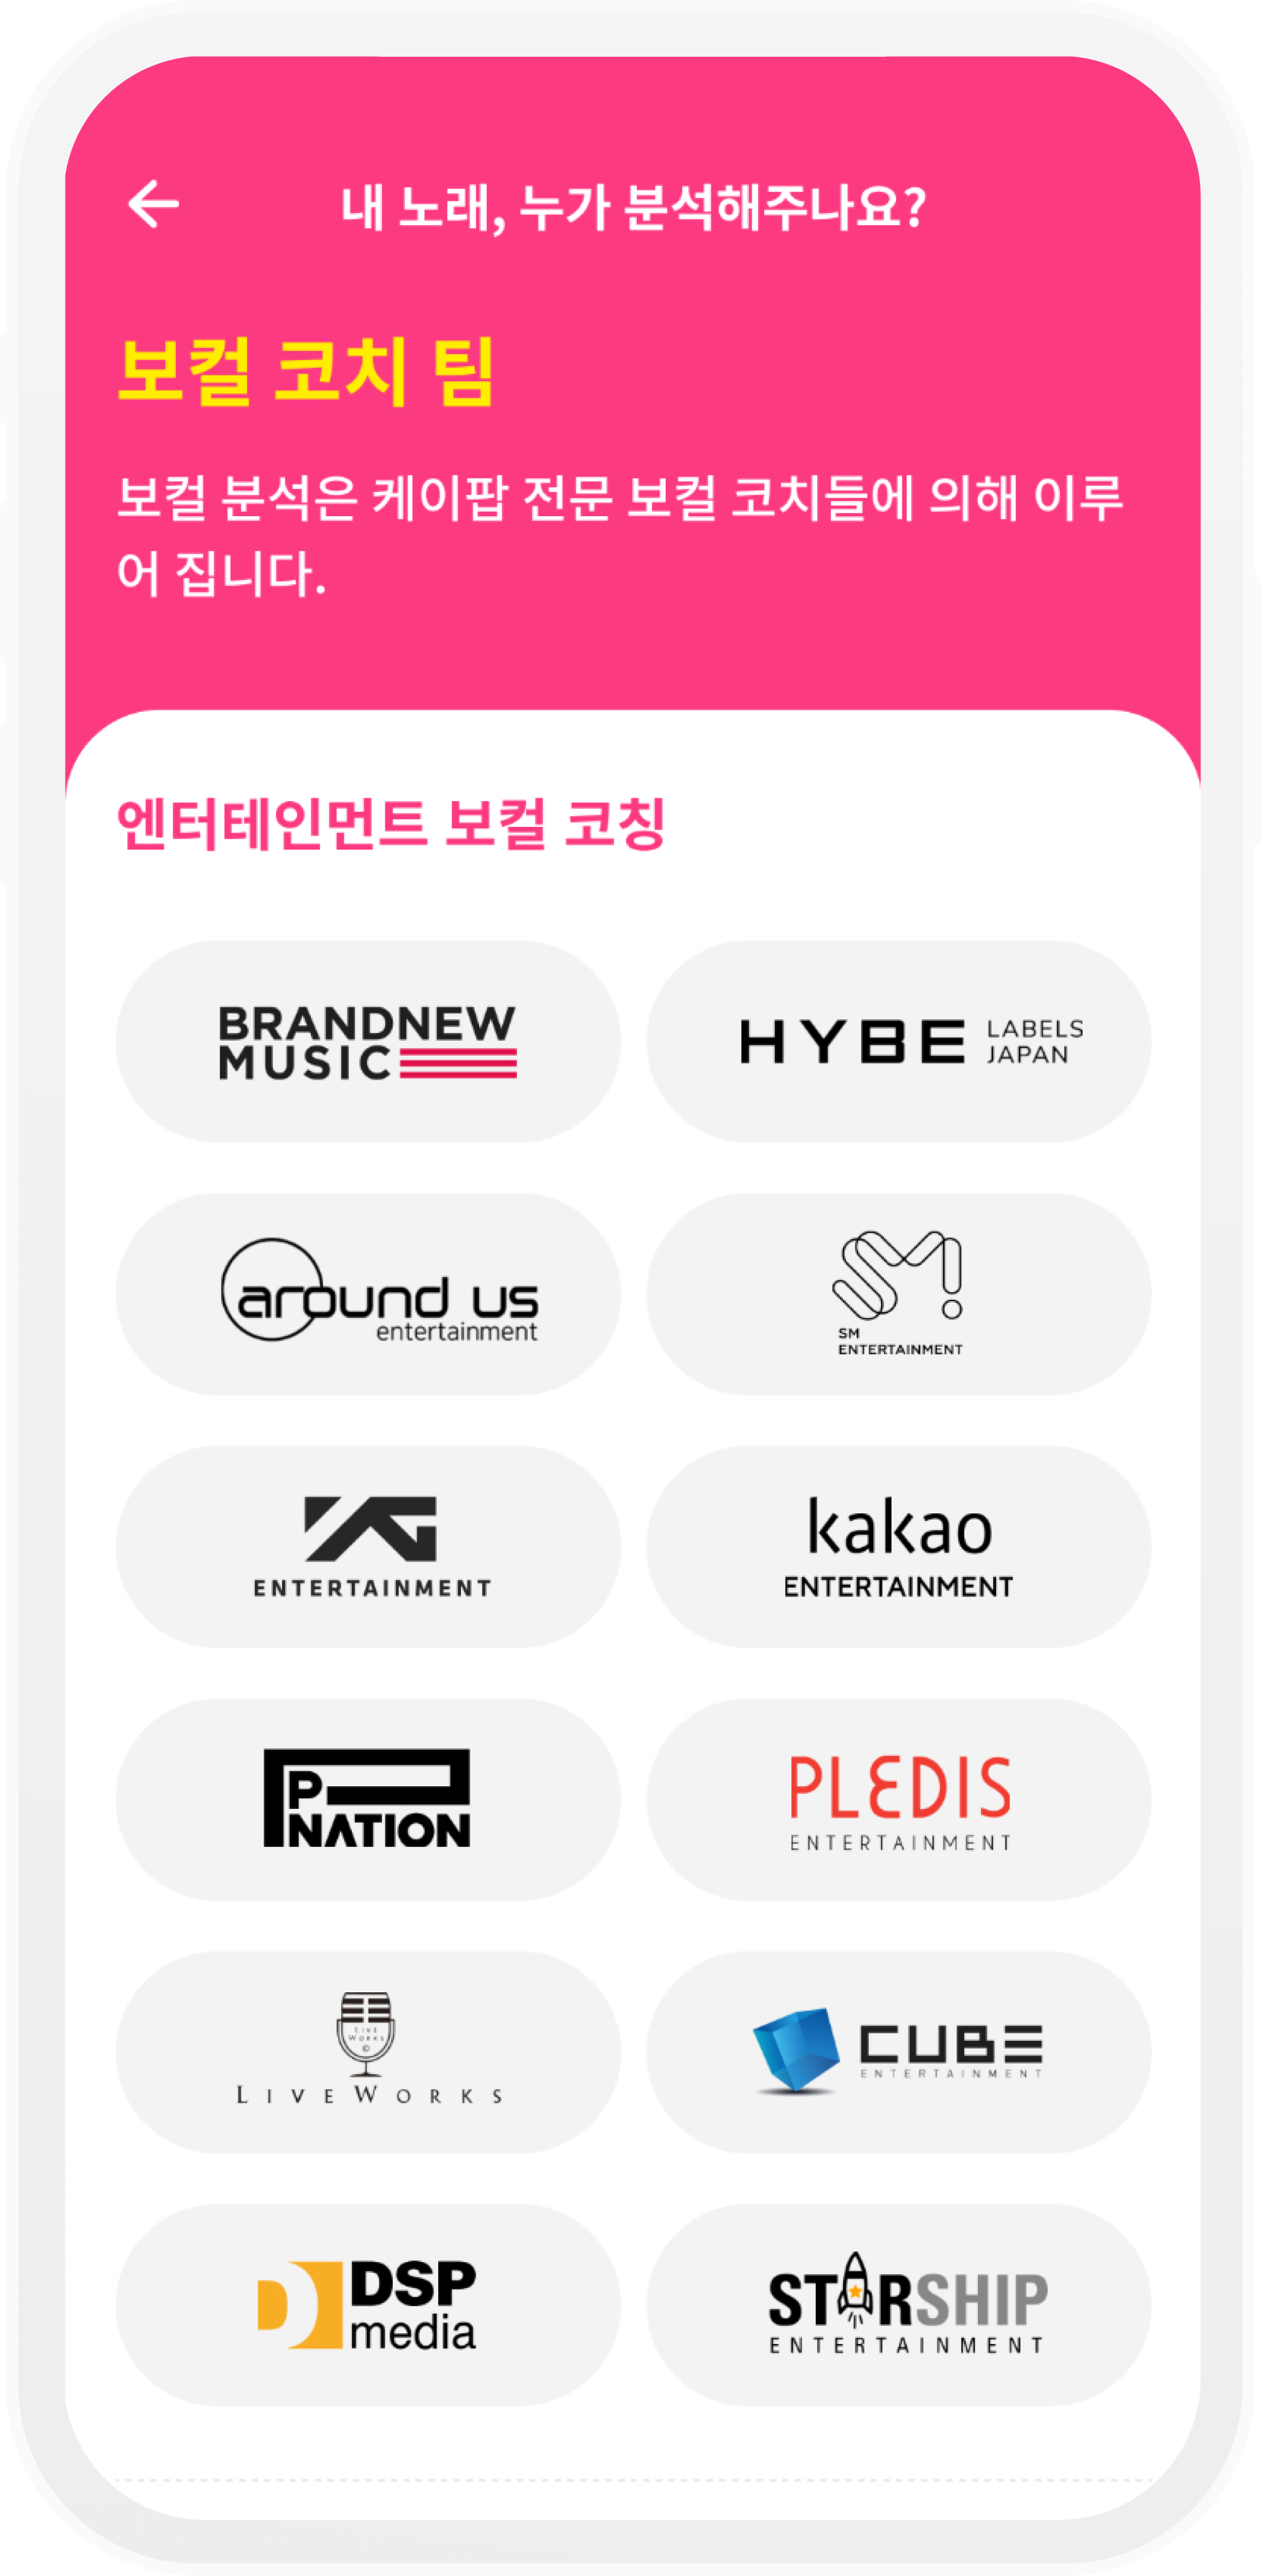 내 노래, 누가 분석해주나요?
보컬 코치 팀
보컬 분석은 케이팝 전문 보컬 코치들에 의해 이루
어 집니다.
엔터테인먼트 보컬 코칭
BRANDNEW
MUSIC
HYBE LABELS
JAPAN
around us
entertainment
SM
SM
ENTERTAINMENT
YG
ENTERTAINMENT
kakao
ENTERTAINMENT
P
NATION
PLEDIS
ENTERTAINMENT
LIVE
WORKS
©
LIVEWORKS
CUBE
ENTERTAINMENT
D DSP
media
STARSHIP
ENTERTAINMENT